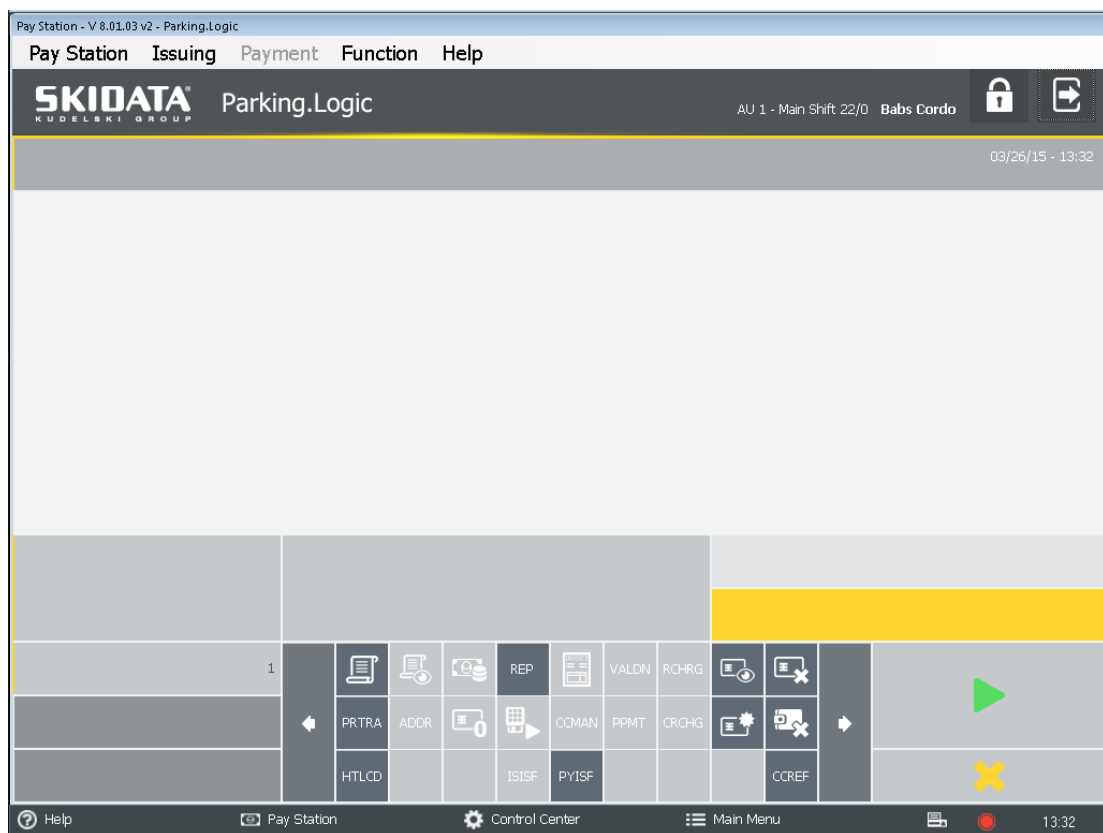 Pay Station - V 8.01.03 v2 - Parking.Logic
Pay Station Issuing Payment Function Help
SKIDATA Parking.Logic AU 1 - Main Shift 22/0 Babs Cordo
KUDELSKI GROUP
03/26/15 - 13:32
1 REP VALDN RCHRG
PRTRA ADDR 0 CCMAN PPMT CRCHG
HTLCD ISISF PYISF CCREF
Help Pay Station Control Center Main Menu 13:32